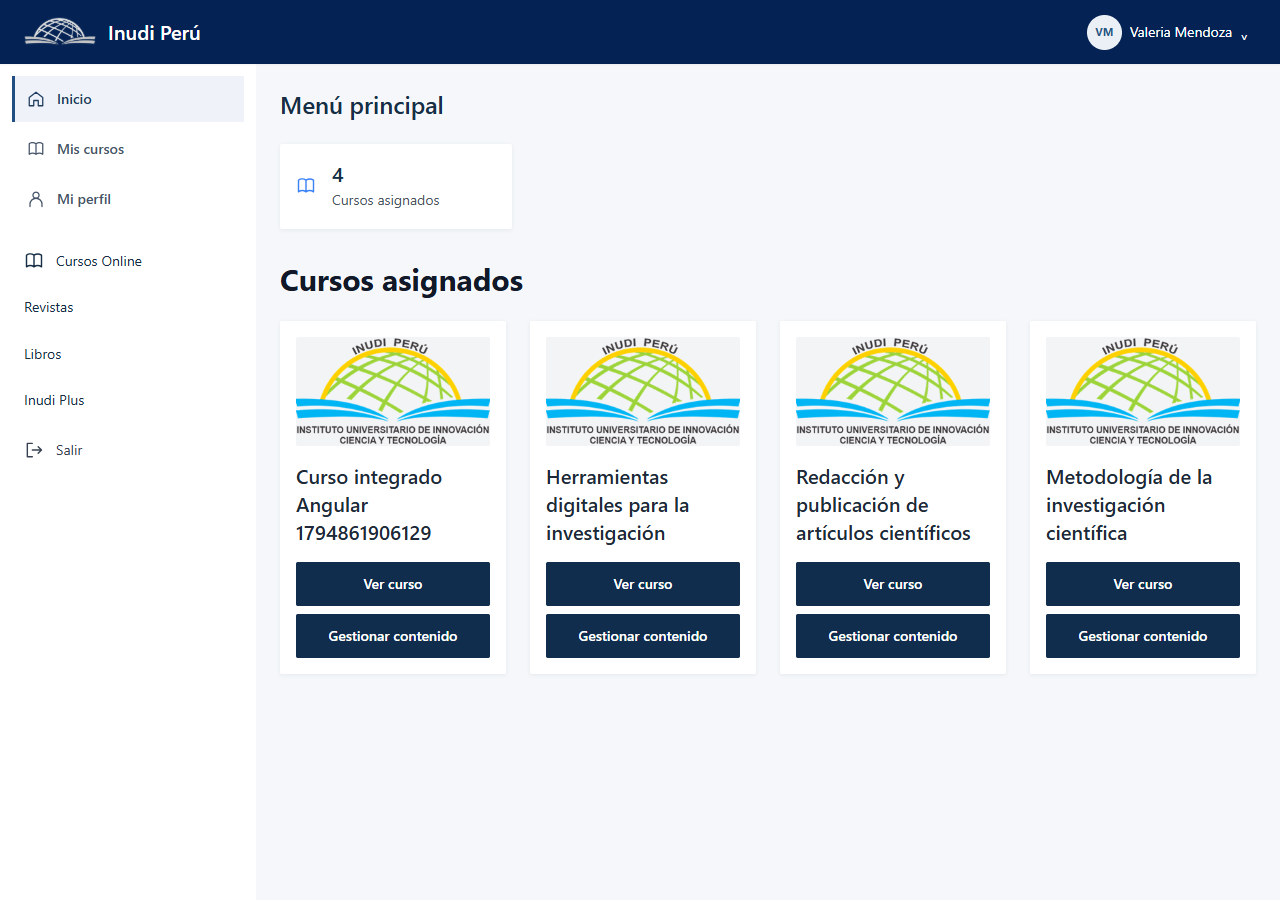 Inudi Perú
VM Valeria Mendoza
Inicio
Mis cursos
Mi perfil
Cursos Online
Revistas
Libros
Inudi Plus
Salir
Menú principal
4
Cursos asignados
Cursos asignados
INUDI PERÚ
INSTITUTO UNIVERSITARIO DE INNOVACIÓN
CIENCIA Y TECNOLOGÍA
Curso integrado
Angular
1794861906129
Ver curso
Gestionar contenido
INUDI PERÚ
INSTITUTO UNIVERSITARIO DE INNOVACIÓN
CIENCIA Y TECNOLOGÍA
Herramientas
digitales para la
investigación
Ver curso
Gestionar contenido
INUDI PERÚ
INSTITUTO UNIVERSITARIO DE INNOVACIÓN
CIENCIA Y TECNOLOGÍA
Redacción y
publicación de
artículos científicos
Ver curso
Gestionar contenido
INUDI PERÚ
INSTITUTO UNIVERSITARIO DE INNOVACIÓN
CIENCIA Y TECNOLOGÍA
Metodología de la
investigación
científica
Ver curso
Gestionar contenido